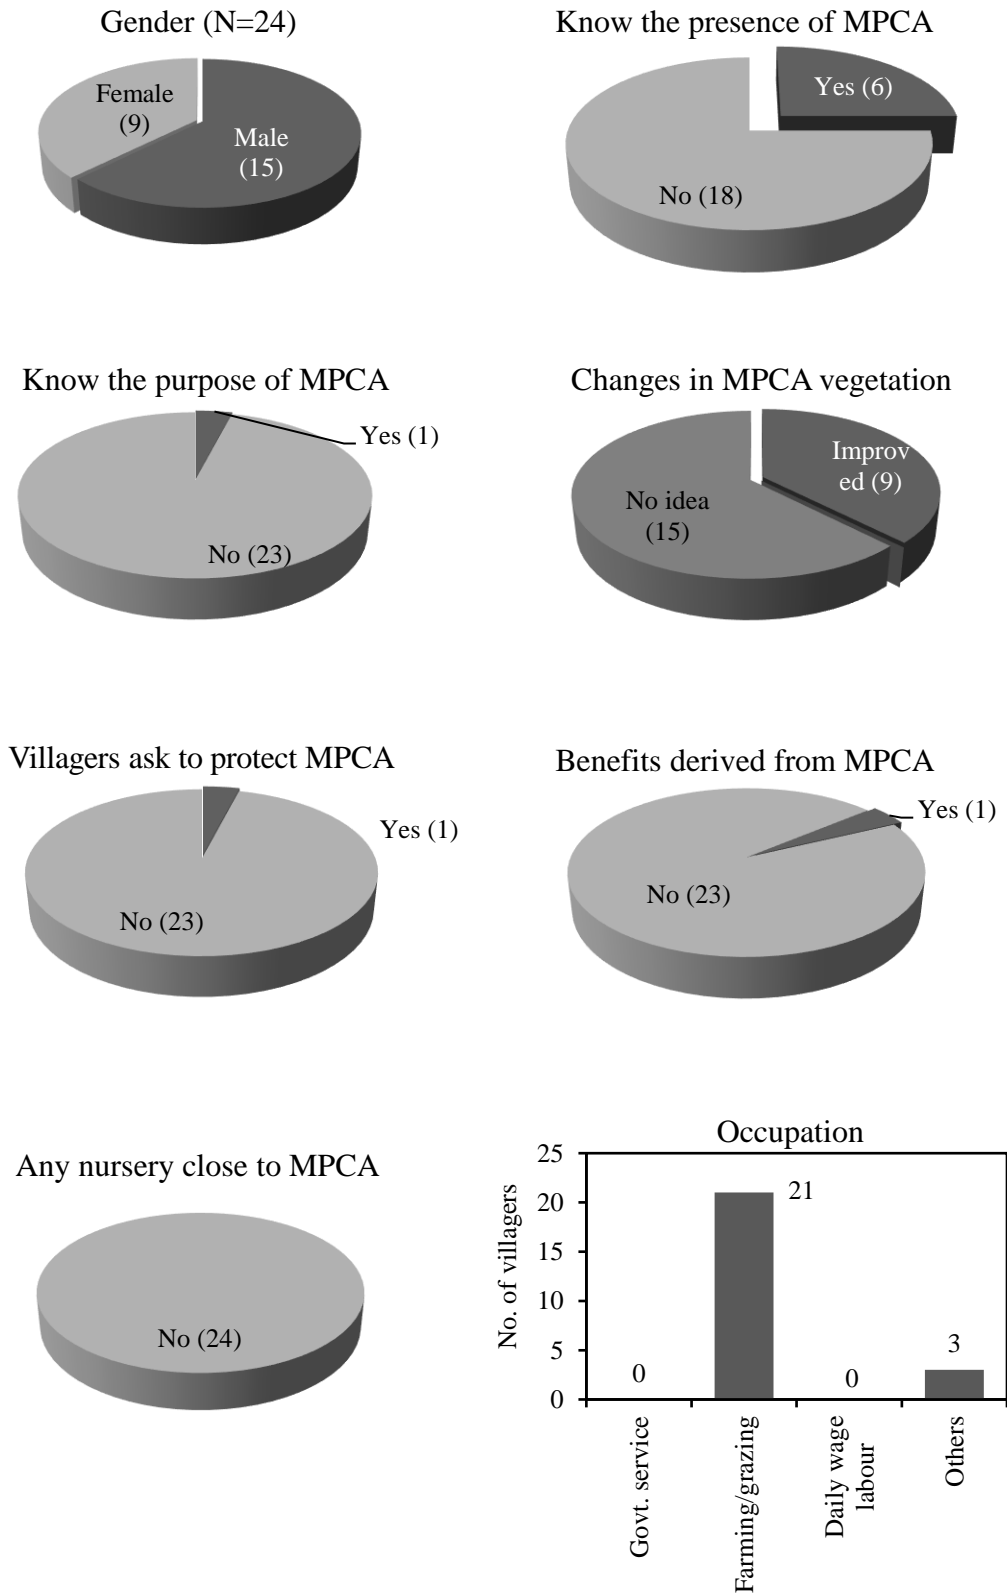 Gender (N=24)
Female
(9)
Male
(15)
Know the presence of MPCA
Yes (6)
No (18)
Know the purpose of MPCA
Yes (1)
No (23)
Changes in MPCA vegetation
Improv
ed (9)
No idea
(15)
Villagers ask to protect MPCA
Yes (1)
No (23)
Benefits derived from MPCA
Yes (1)
No (23)
Any nursery close to MPCA
No (24)
Occupation
No. of villagers
25
20
15
10
5
0
0
21
0
3
Govt. service
Farming/grazing
Daily wage
labour
Others